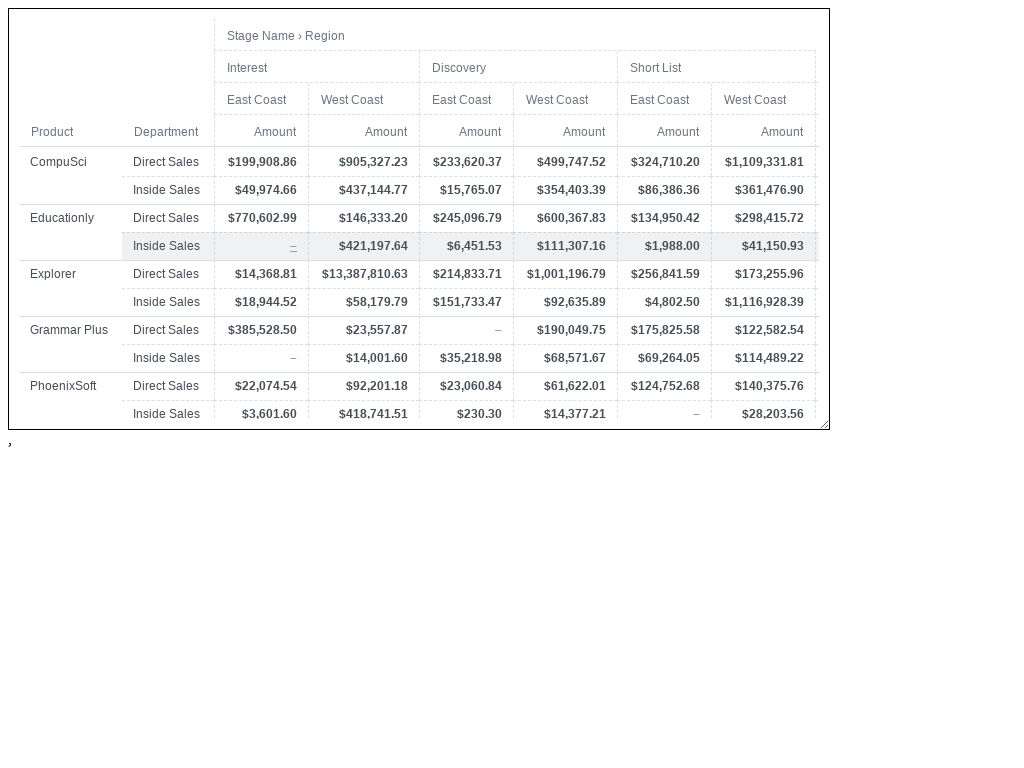 Stage Name › Region
Interest Discovery Short List
East Coast West Coast East Coast West Coast East Coast West Coast
Product Department Amount Amount Amount Amount Amount Amount
CompuSci Direct Sales $199,908.86 $905,327.23 $233,620.37 $499,747.52 $324,710.20 $1,109,331.81
Inside Sales $49,974.66 $437,144.77 $15,765.07 $354,403.39 $86,386.36 $361,476.90
Educationly Direct Sales $770,602.99 $146,333.20 $245,096.79 $600,367.83 $134,950.42 $298,415.72
Inside Sales – $421,197.64 $6,451.53 $111,307.16 $1,988.00 $41,150.93
Explorer Direct Sales $14,368.81 $13,387,810.63 $214,833.71 $1,001,196.79 $256,841.59 $173,255.96
Inside Sales $18,944.52 $58,179.79 $151,733.47 $92,635.89 $4,802.50 $1,116,928.39
Grammar Plus Direct Sales $385,528.50 $23,557.87 – $190,049.75 $175,825.58 $122,582.54
Inside Sales – $14,001.60 $35,218.98 $68,571.67 $69,264.05 $114,489.22
PhoenixSoft Direct Sales $22,074.54 $92,201.18 $23,060.84 $61,622.01 $124,752.68 $140,375.76
Inside Sales $3,601.60 $418,741.51 $230.30 $14,377.21 – $28,203.56
,